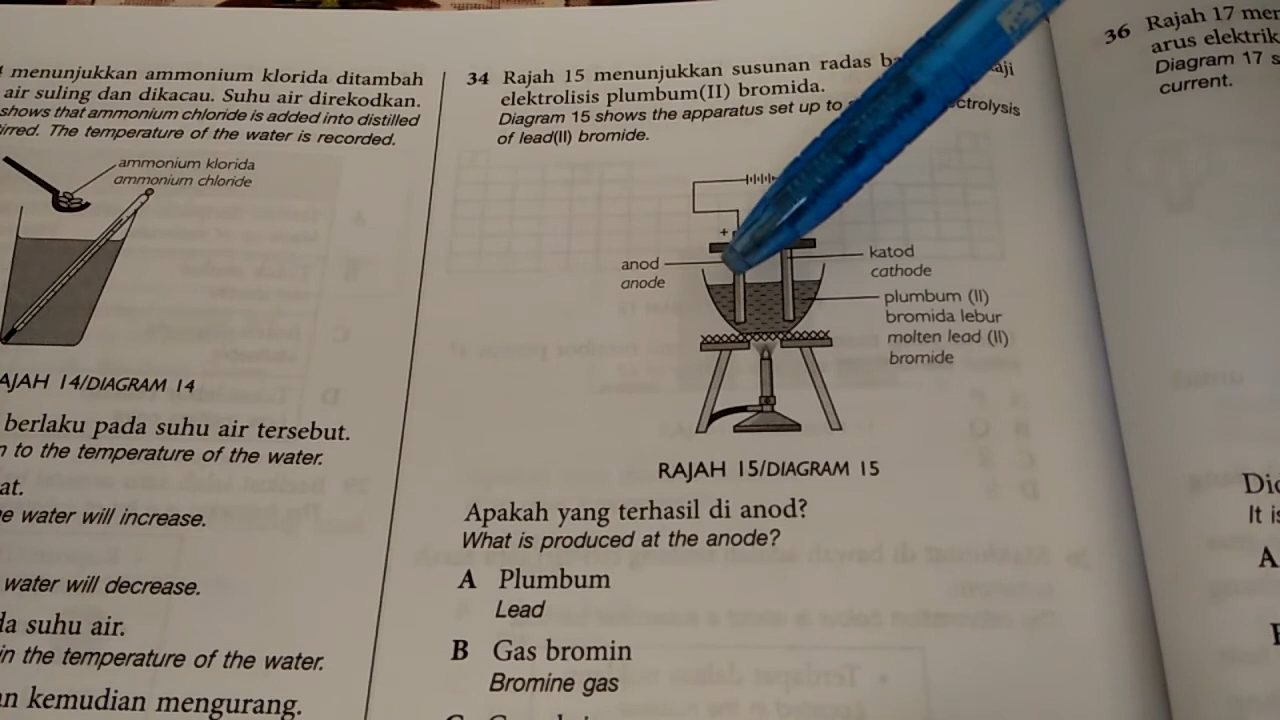 menunjukkan ammonium klorida ditambah
air suling dan dikacau. Suhu air direkodkan.
shows that ammonium chloride is added into distilled
The temperature of the water is recorded.
ammonium klorida
ammonium chloride
RAJAH 14/DIAGRAM 14
berlaku pada suhu air tersebut.
to the temperature of the water.
water will increase.
water will decrease.
suhu air.
in the temperature of the water.
kemudian mengurang.
34 Rajah 15 menunjukkan susunan radas
elektrolisis plumbum(II) bromida.
Diagram 15 shows the apparatus set up to
of lead(II) bromide.
+
anod
anode
katod
cathode
plumbum (II)
bromida lebur
molten lead (II)
bromide
RAJAH 15/DIAGRAM 15
Apakah yang terhasil di anod?
What is produced at the anode?
A Plumbum
Lead
B Gas bromin
Bromine gas
36 Rajah 17
arus elektrik
Diagram 17
current.
It
A